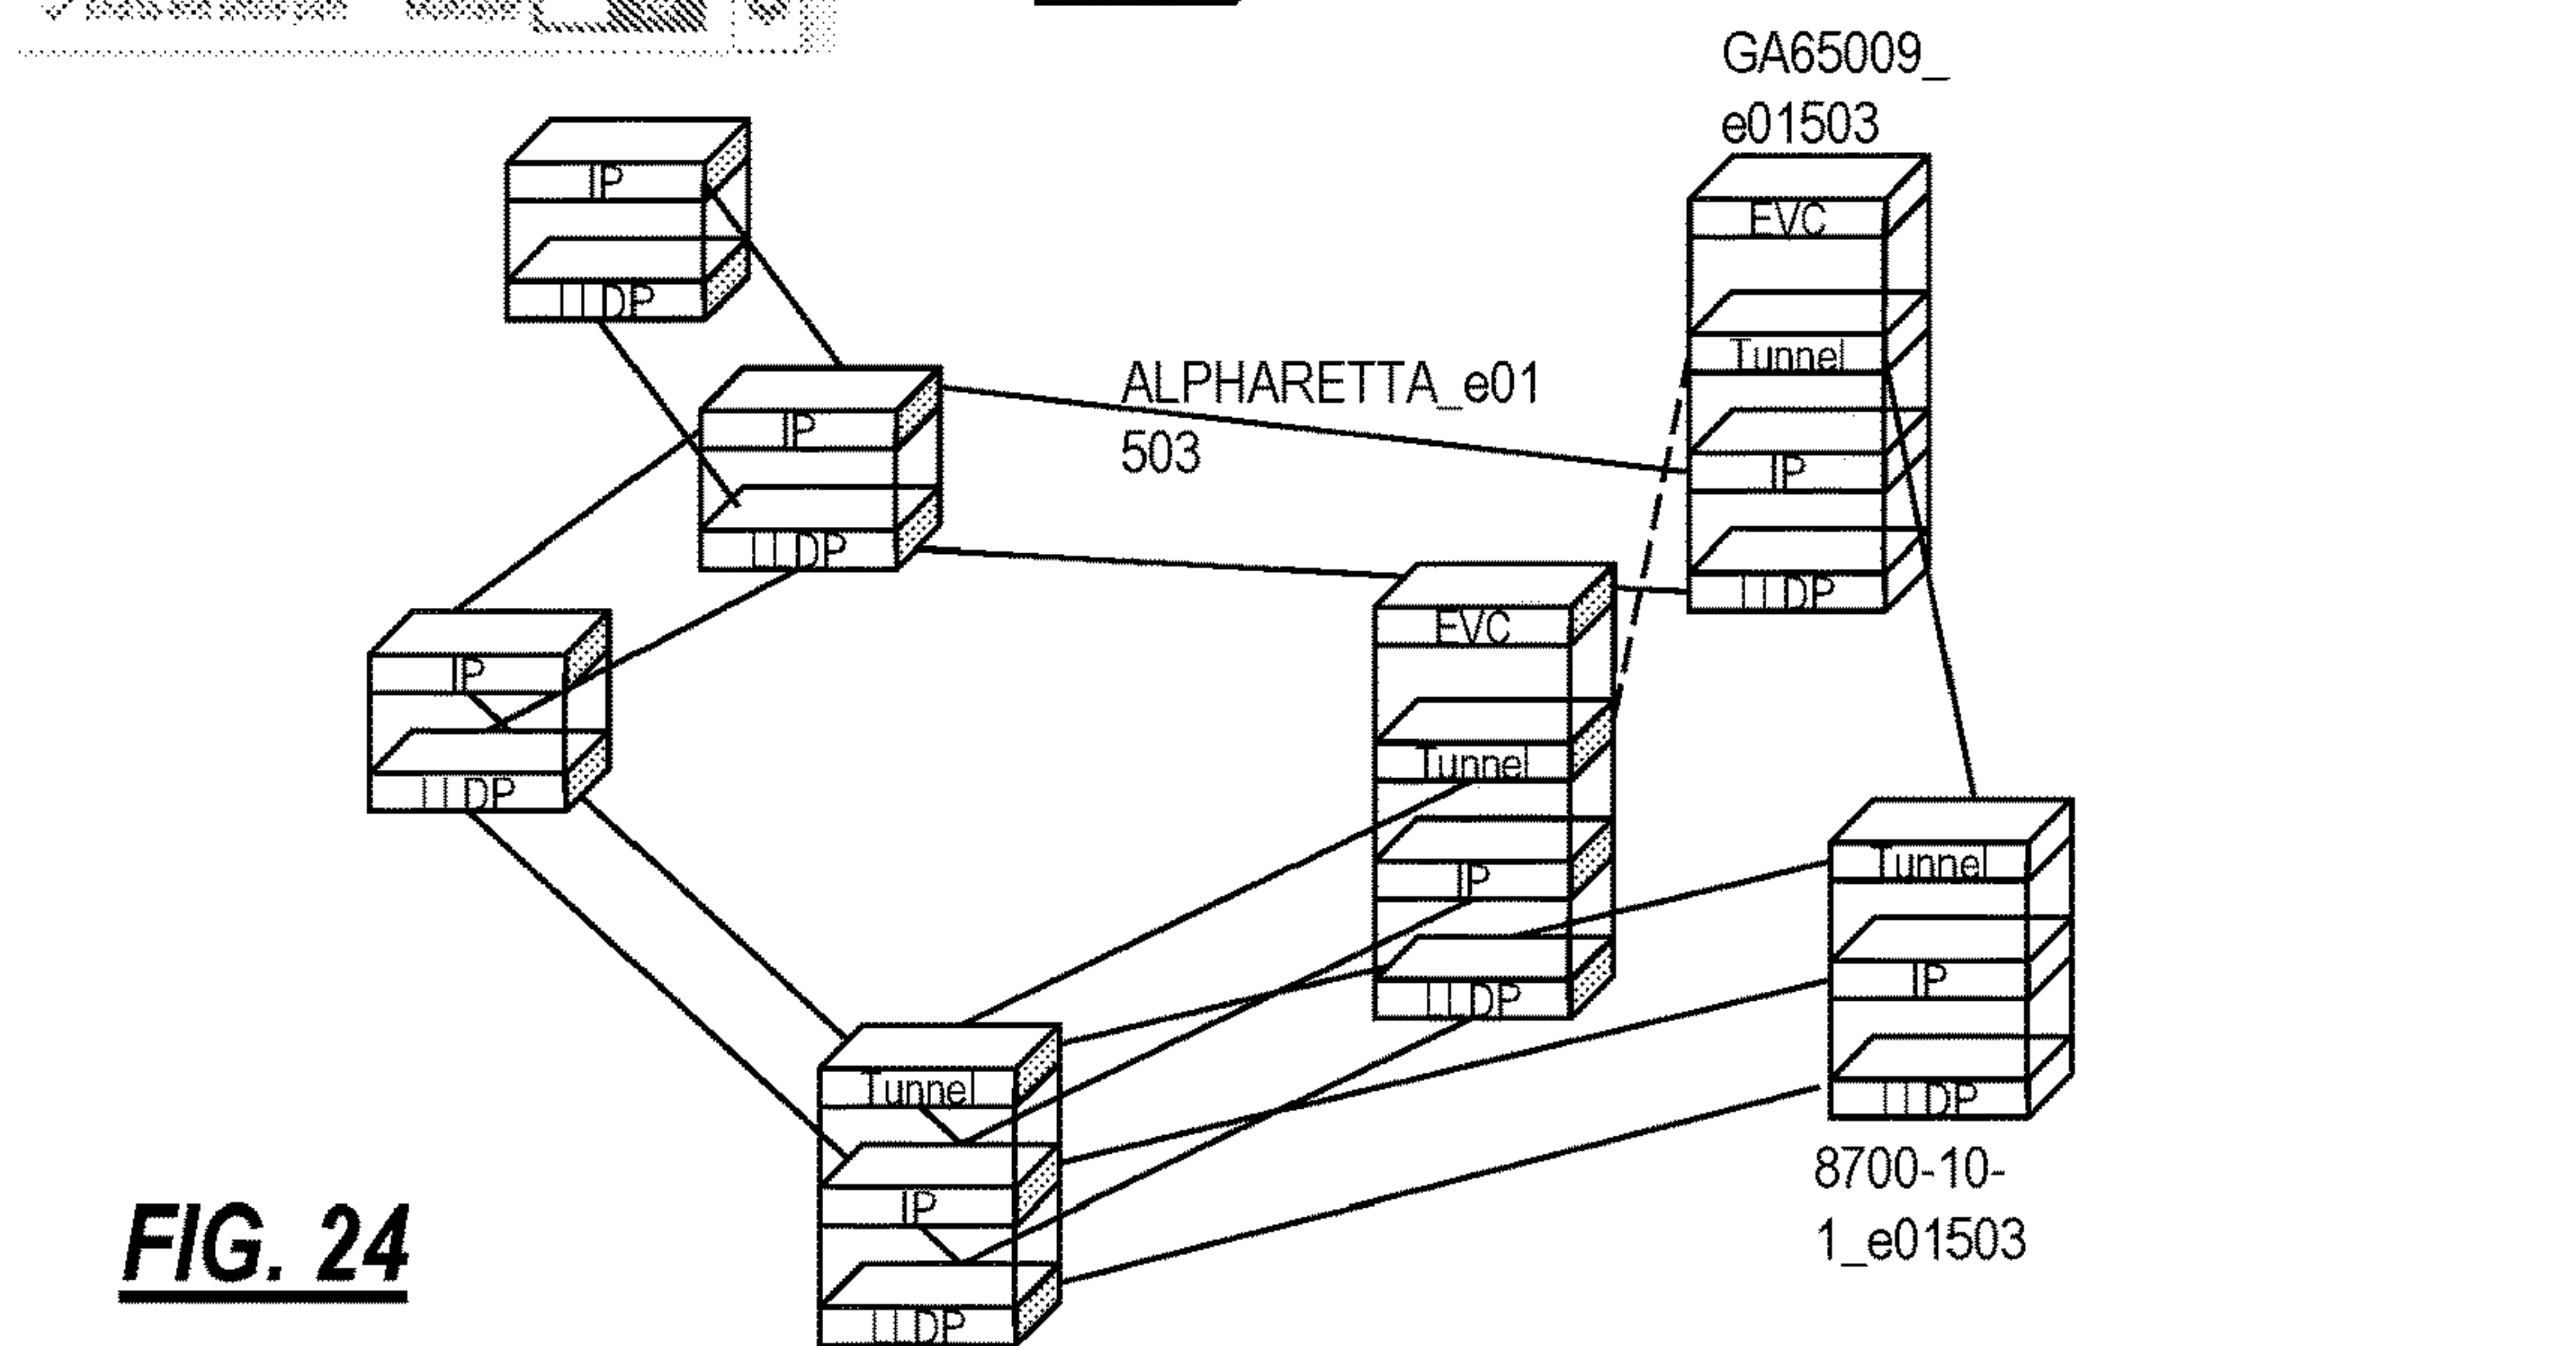 GA65009_
e01503
IP
LLDP
EVC
Tunnel
IP
LLDP
ALPHARETTA_e01
503
IP
LLDP
EVC
Tunnel
IP
LLDP
IP
LLDP
Tunnel
IP
LLDP
8700-10-
1_e01503
Tunnel
IP
LLDP
FIG. 24